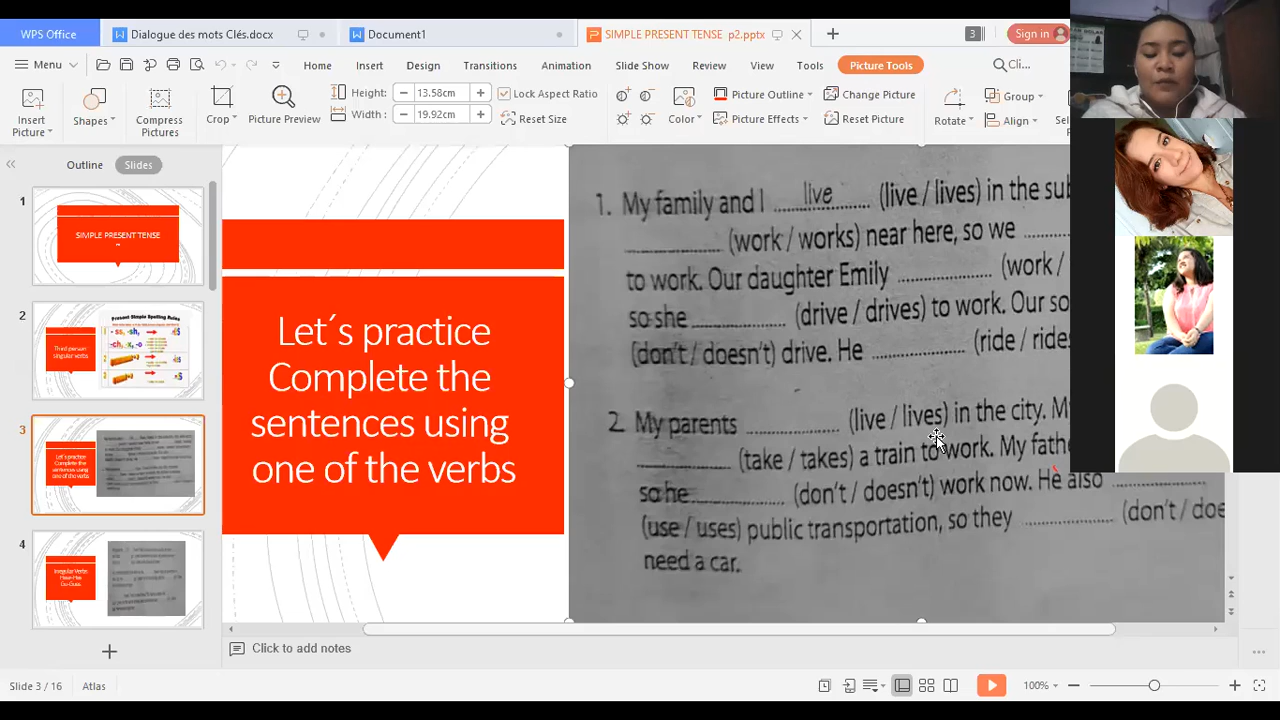 WPS Office
Dialogue des mots Clés.docx
Document1
SIMPLE PRESENT TENSE p2.pptx
3
Sign in
Menu
Home
Insert
Design
Transitions
Animation
Slide Show
Review
View
Tools
Picture Tools
Cli...
Insert
Picture
Shapes
Compress
Pictures
Crop
Picture Preview
Height: 13.58cm
Width : 19.92cm
Lock Aspect Ratio
Reset Size
Color
Picture Outline
Picture Effects
Change Picture
Reset Picture
Rotate
Group
Align
Outline
Slides
1
SIMPLE PRESENT TENSE
2
Third person
singular verbs
Present Simple Spelling Rules
3
Let´s practice
Complete the
sentences using
one of the verbs
4
Irregular Verbs
Have-Has
Do-Does
Let´s practice
Complete the
sentences using
one of the verbs
1. My family and I ...live... (live / lives) in the sub
............... (work / works) near here, so we ............
to work. Our daughter Emily ............... (work /
so she ............... (drive / drives) to work. Our so
(don't / doesn't) drive. He ............... (ride / rides
2. My parents ............... (live / lives) in the city. M
............... (take / takes) a train to work. My fath
so he ............... (don't / doesn't) work now. He also ...............
(use / uses) public transportation, so they ............... (don't / doe
need a car.
Click to add notes
Slide 3 / 16
Atlas
100%